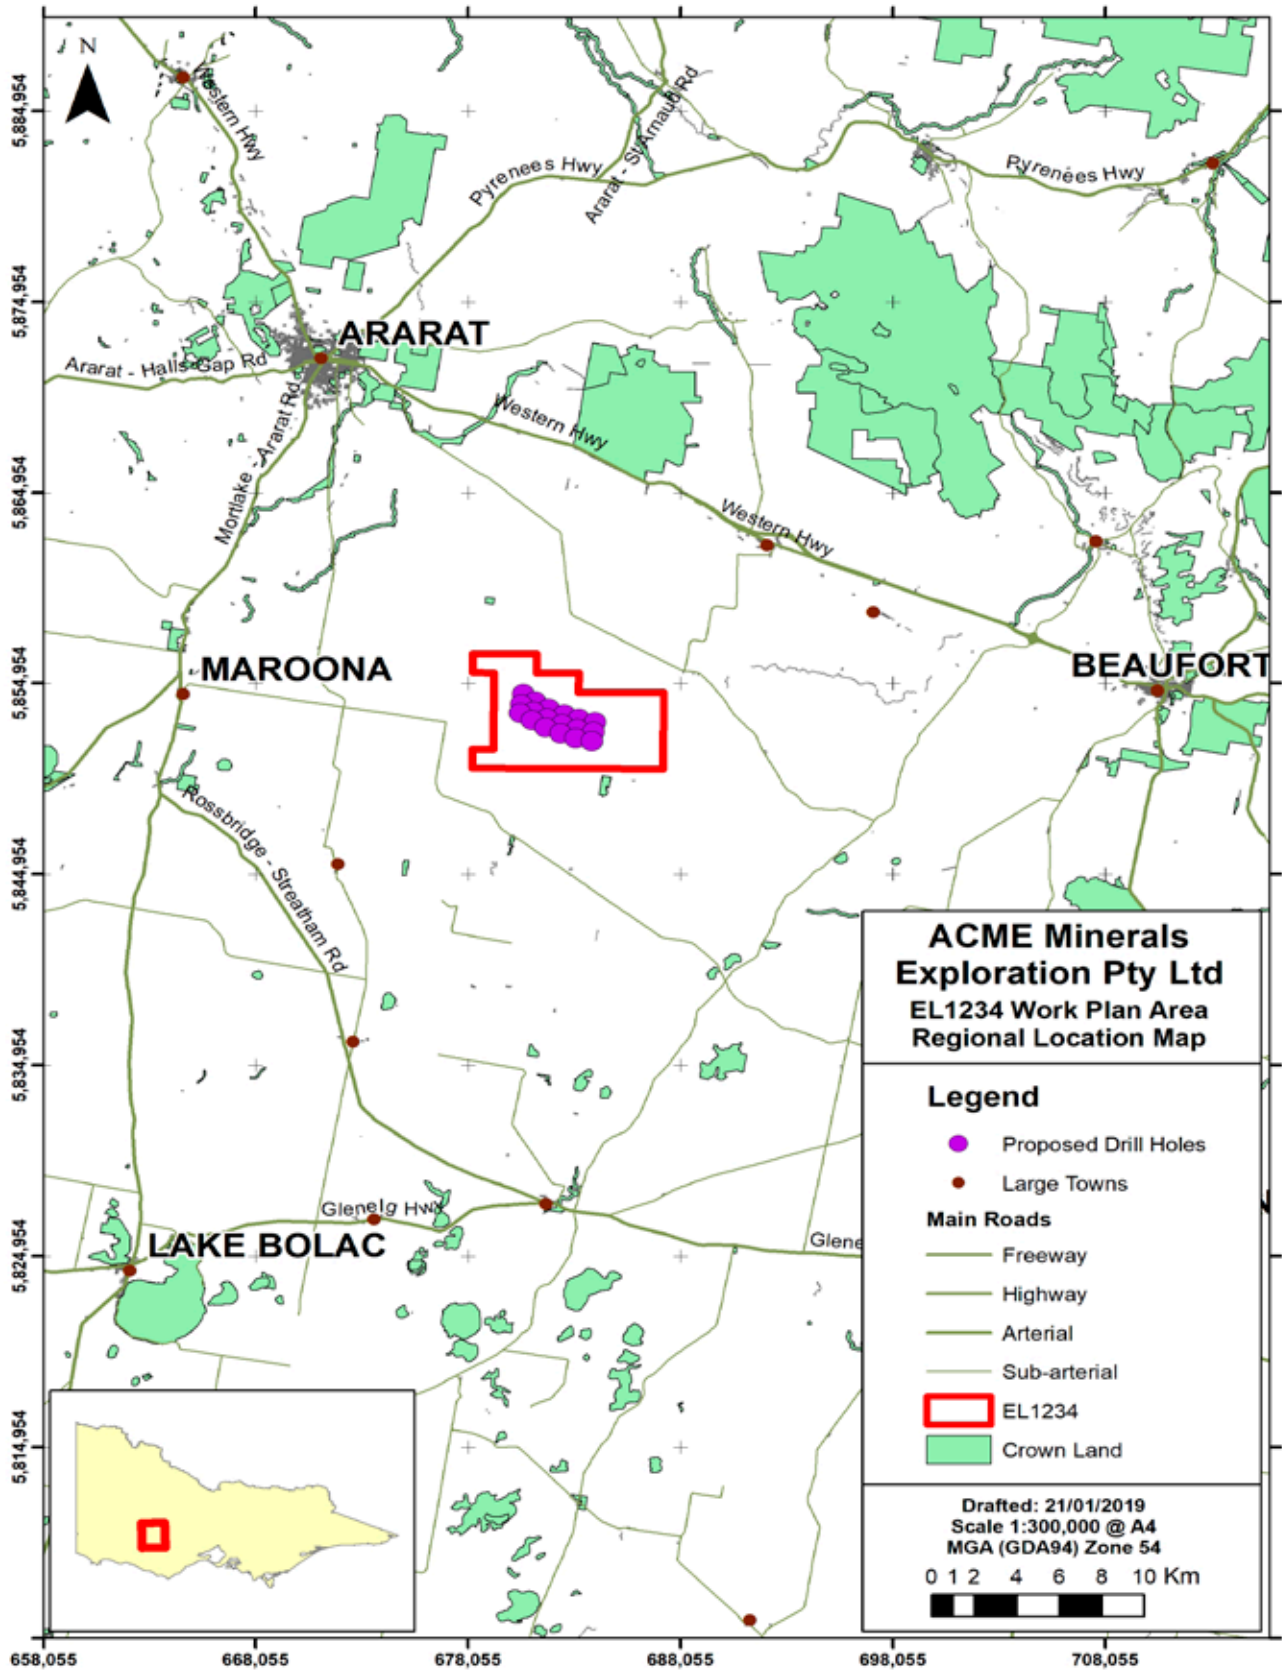 N
Western Hwy
Pyrenees Hwy
Ararat - St Arnaud Rd
Pyrenees Hwy
ARARAT
Ararat - Halls Gap Rd
Mortlake - Ararat Rd
Western Hwy
Western Hwy
MAROONA
BEAUFORT
Rossbridge - Streatham Rd
Glenelg Hwy
Glene
LAKE BOLAC
5,884,954
5,874,954
5,864,954
5,854,954
5,844,954
5,834,954
5,824,954
5,814,954
658,055
668,055
678,055
688,055
698,055
708,055
ACME Minerals
Exploration Pty Ltd
EL1234 Work Plan Area
Regional Location Map
Legend
Proposed Drill Holes
Large Towns
Main Roads
Freeway
Highway
Arterial
Sub-arterial
EL1234
Crown Land
Drafted: 21/01/2019
Scale 1:300,000 @ A4
MGA (GDA94) Zone 54
0 1 2 4 6 8 10 Km